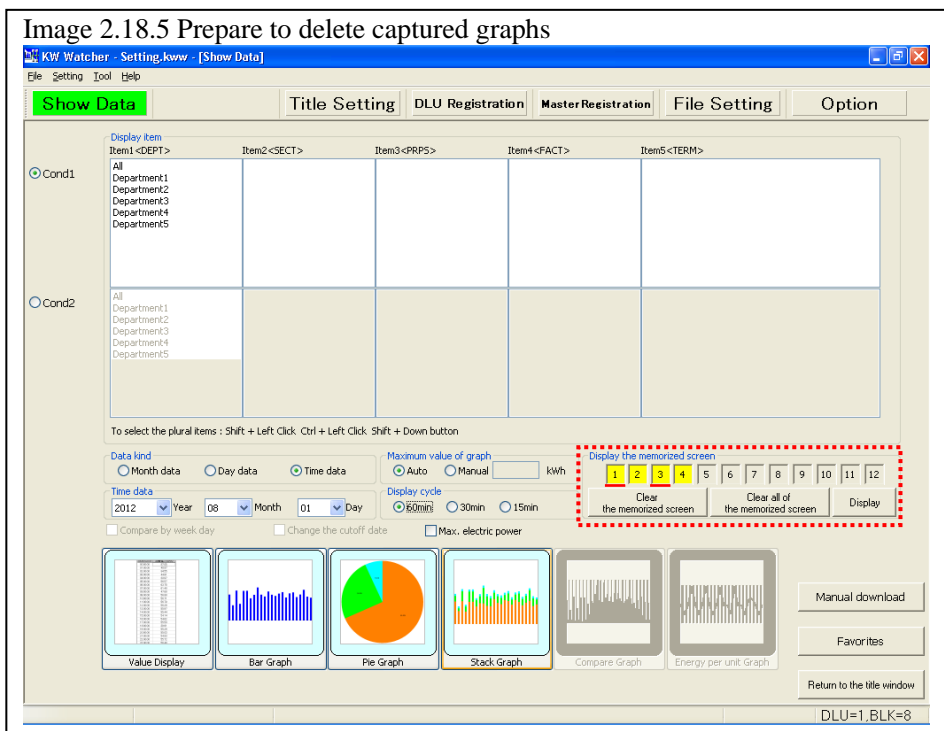 Image 2.18.5 Prepare to delete captured graphs
KW Watcher - Setting.kww - [Show Data]
File Setting Tool Help
Show Data Title Setting DLU Registration Master Registration File Setting Option
Display item
Item1<DEPT> Item2<SECT> Item3<PRPS> Item4<FACT> Item5<TERM>
Cond1
All
Department1
Department2
Department3
Department4
Department5
Cond2
All
Department1
Department2
Department3
Department4
Department5
To select the plural items : Shift + Left Click Ctrl + Left Click Shift + Down button
Data kind Maximum value of graph Display the memorized screen
Month data Day data Time data Auto Manual kWh 1 2 3 4 5 6 7 8 9 10 11 12
Time data Display cycle
2012 Year 08 Month 01 Day 60min 30min 15min
Clear
the memorized screen
Clear all of
the memorized screen
Display
Compare by week day Change the cutoff date Max. electric power
Value Display Bar Graph Pie Graph Stack Graph Compare Graph Energy per unit Graph
Manual download
Favorites
Return to the title window
DLU=1,BLK=8